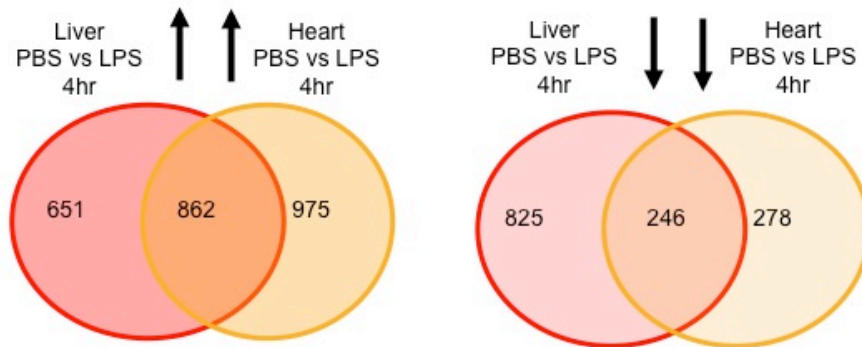 Liver
PBS vs LPS
4hr
Heart
PBS vs LPS
4hr
651
862
975
Liver
PBS vs LPS
4hr
Heart
PBS vs LPS
4hr
825
246
278